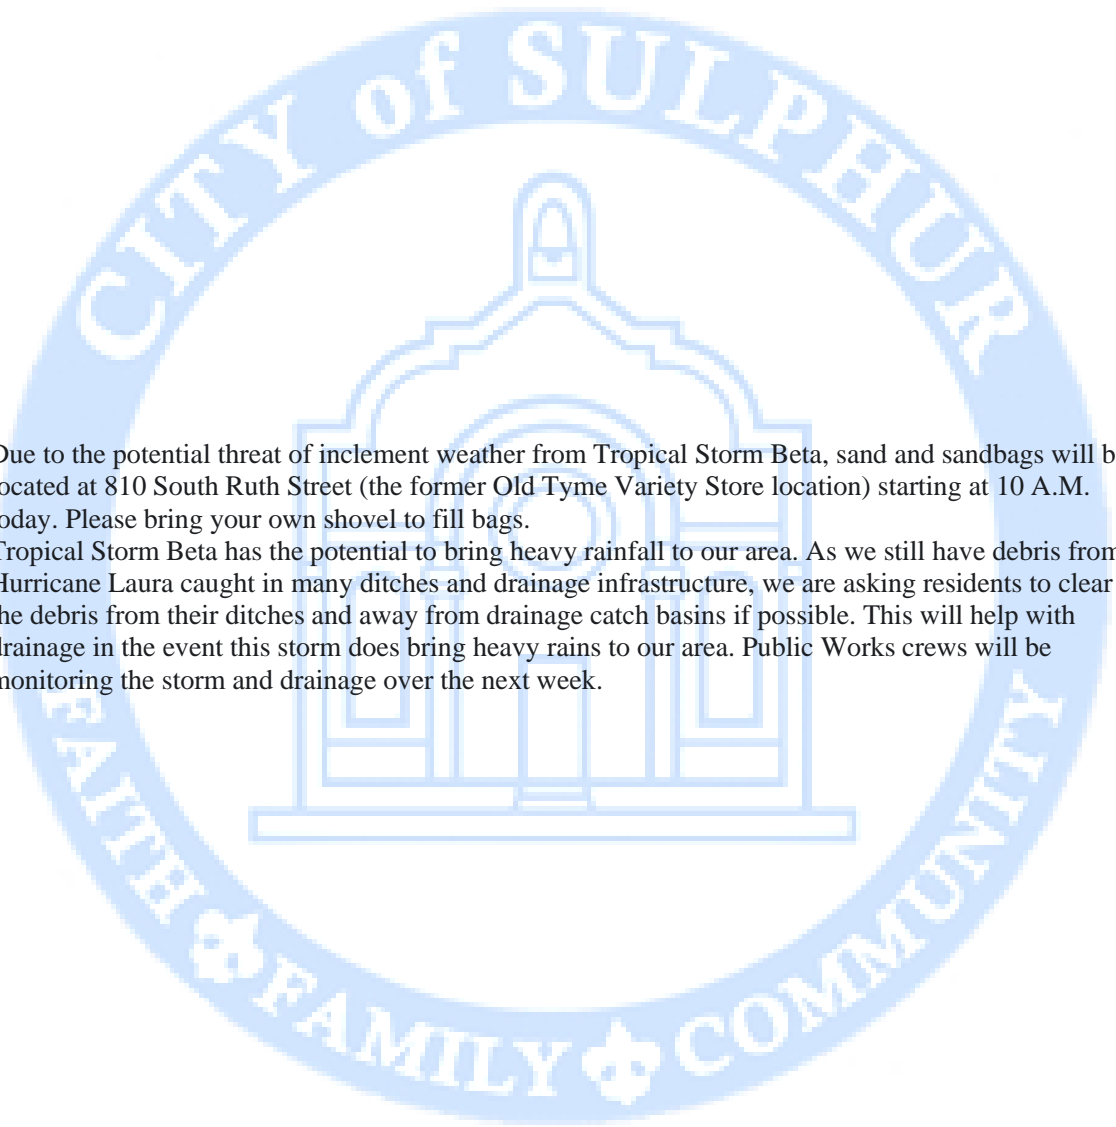 CITY of SULPHUR
Due to the potential threat of inclement weather from Tropical Storm Beta, sand and sandbags will b
located at 810 South Ruth Street (the former Old Tyme Variety Store location) starting at 10 A.M.
today. Please bring your own shovel to fill bags.
Tropical Storm Beta has the potential to bring heavy rainfall to our area. As we still have debris from
Hurricane Laura caught in many ditches and drainage infrastructure, we are asking residents to clear
the debris from their ditches and away from drainage catch basins if possible. This will help with
drainage in the event this storm does bring heavy rains to our area. Public Works crews will be
monitoring the storm and drainage over the next week.
FAITH FAMILY COMMUNITY